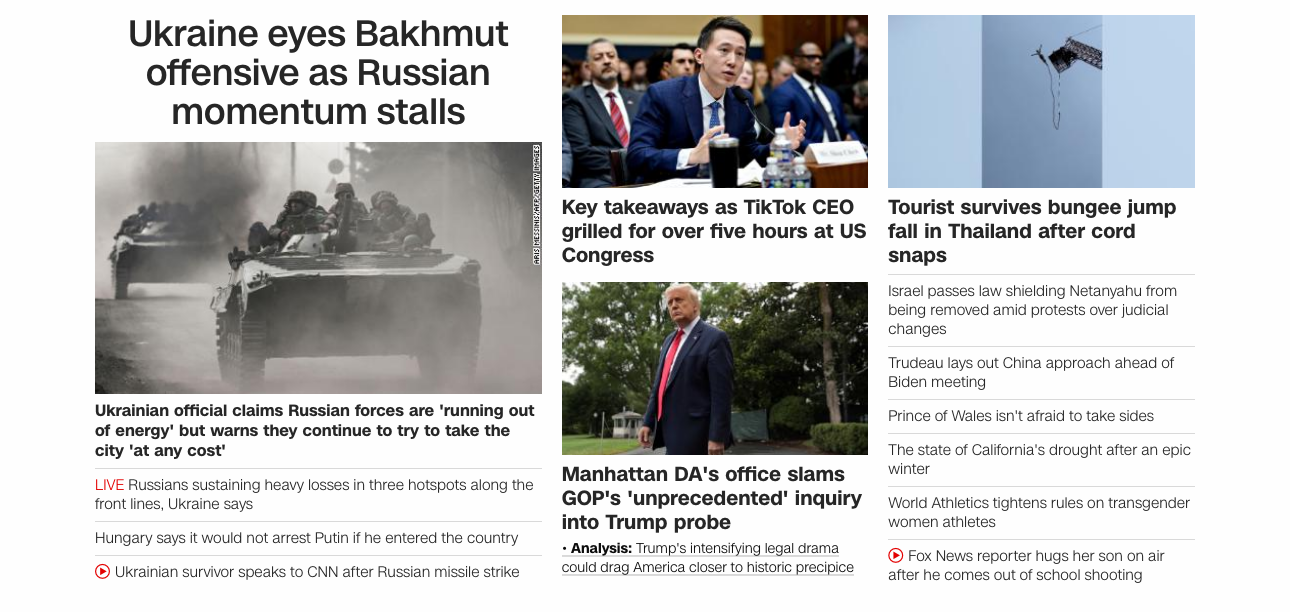 Ukraine eyes Bakhmut
offensive as Russian
momentum stalls
ARIS MESSINIS/AFP/GETTY IMAGES
Ukrainian official claims Russian forces are 'running out
of energy' but warns they continue to try to take the
city 'at any cost'
LIVE Russians sustaining heavy losses in three hotspots along the
front lines, Ukraine says
Hungary says it would not arrest Putin if he entered the country
Ukrainian survivor speaks to CNN after Russian missile strike
Key takeaways as TikTok CEO
grilled for over five hours at US
Congress
Manhattan DA's office slams
GOP's 'unprecedented' inquiry
into Trump probe
• Analysis: Trump's intensifying legal drama
could drag America closer to historic precipice
Tourist survives bungee jump
fall in Thailand after cord
snaps
Israel passes law shielding Netanyahu from
being removed amid protests over judicial
changes
Trudeau lays out China approach ahead of
Biden meeting
Prince of Wales isn't afraid to take sides
The state of California's drought after an epic
winter
World Athletics tightens rules on transgender
women athletes
Fox News reporter hugs her son on air
after he comes out of school shooting